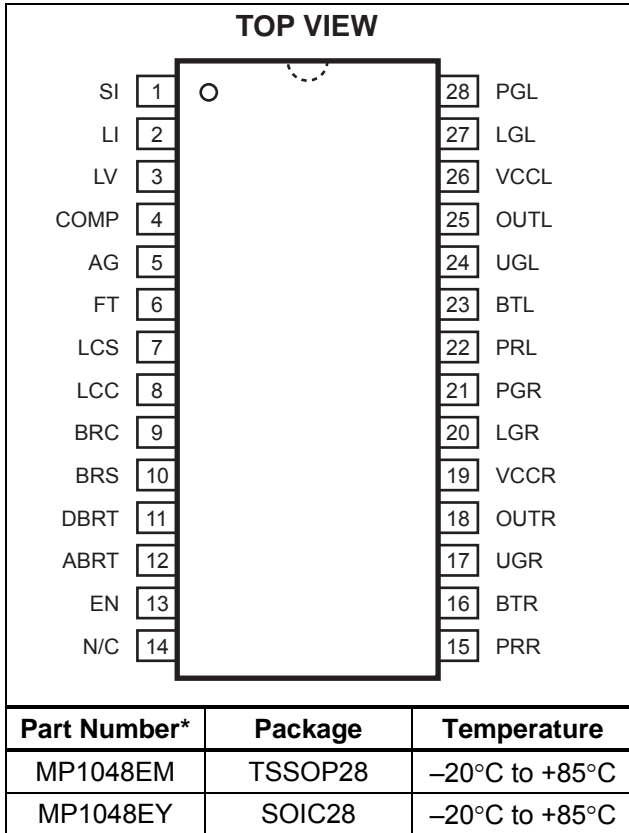 TOP VIEW
SI 1 28 PGL
LI 2 27 LGL
LV 3 26 VCCL
COMP 4 25 OUTL
AG 5 24 UGL
FT 6 23 BTL
LCS 7 22 PRL
LCC 8 21 PGR
BRC 9 20 LGR
BRS 10 19 VCCR
DBRT 11 18 OUTR
ABRT 12 17 UGR
EN 13 16 BTR
N/C 14 15 PRR
Part Number* Package Temperature
MP1048EM TSSOP28 –20°C to +85°C
MP1048EY SOIC28 –20°C to +85°C